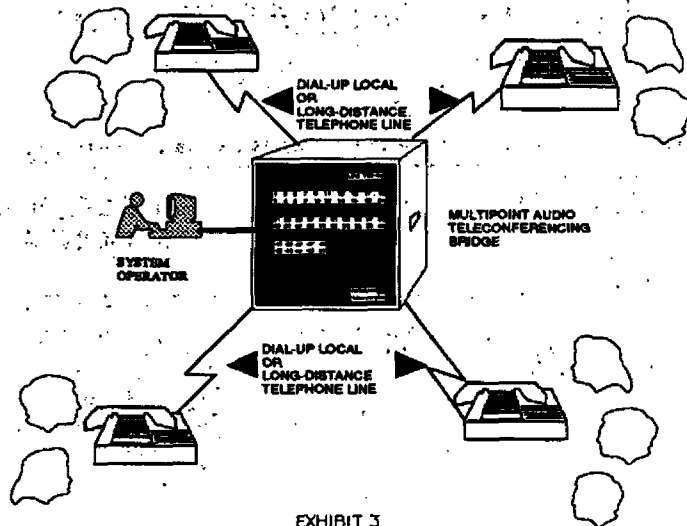 DIAL-UP LOCAL
OR
LONG-DISTANCE
TELEPHONE LINE
MULTIPOINT AUDIO
TELECONFERENCING
BRIDGE
SYSTEM
OPERATOR
DIAL-UP LOCAL
OR
LONG-DISTANCE
TELEPHONE LINE
EXHIBIT 3